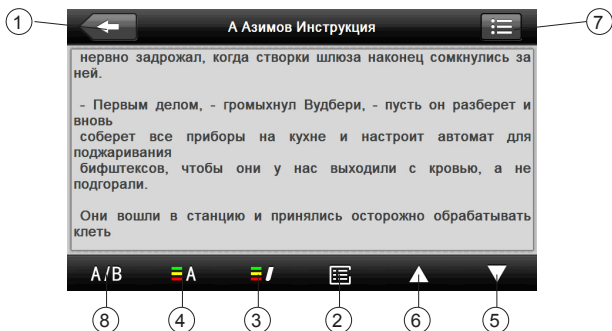 1
А Азимов Инструкция
7
нервно задрожал, когда створки шлюза наконец сомкнулись за
ней.
- Первым делом, - громыхнул Вудбери, - пусть он разберет и
вновь
соберет все приборы на кухне и настроит автомат для
поджаривания
бифштексов, чтобы они у нас выходили с кровью, а не
подгорали.
Они вошли в станцию и принялись осторожно обрабатывать
клеть
A/B
A
8
4
3
2
6
5